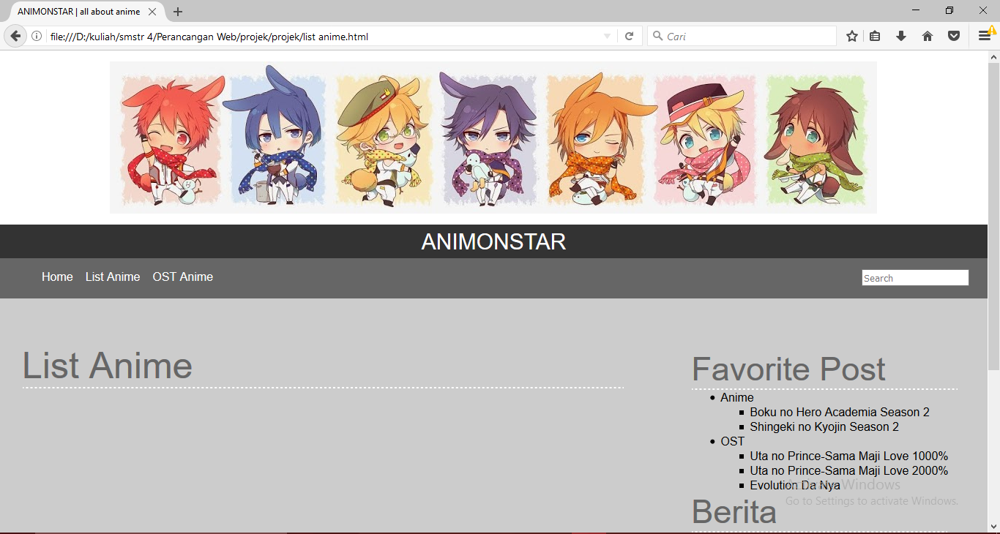 ANIMONSTAR | all about anime
file:///D:/kuliah/smstr 4/Perancangan Web/projek/projek/list anime.html
Cari
ANIMONSTAR
Home List Anime OST Anime
Search
List Anime
Favorite Post
Anime
Boku no Hero Academia Season 2
Shingeki no Kyojin Season 2
OST
Uta no Prince-Sama Maji Love 1000%
Uta no Prince-Sama Maji Love 2000%
Evolution Da Nya
Activate Windows
Go to Settings to activate Windows.
Berita